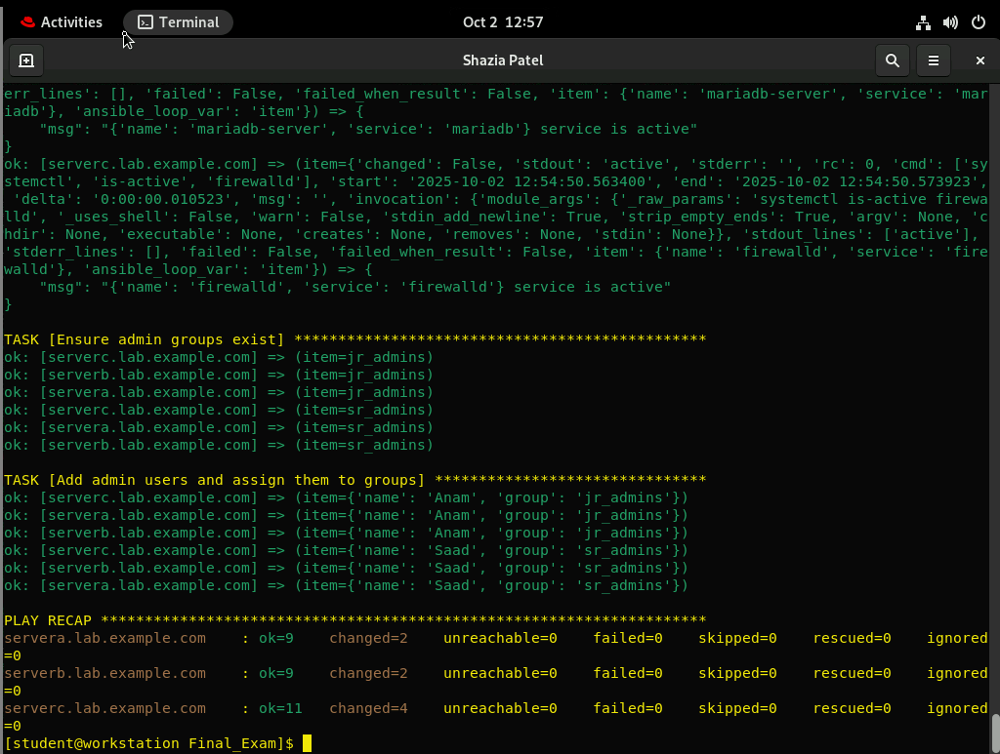 Activities Terminal Oct 2 12:57
Shazia Patel
err_lines': [], 'failed': False, 'failed_when_result': False, 'item': {'name': 'mariadb-server', 'service': 'mar
iadb'}, 'ansible_loop_var': 'item'}) => {
    "msg": "{'name': 'mariadb-server', 'service': 'mariadb'} service is active"
}
ok: [serverc.lab.example.com] => (item={'changed': False, 'stdout': 'active', 'stderr': '', 'rc': 0, 'cmd': ['sy
stemctl', 'is-active', 'firewalld'], 'start': '2025-10-02 12:54:50.563400', 'end': '2025-10-02 12:54:50.573923',
 'delta': '0:00:00.010523', 'msg': '', 'invocation': {'module_args': {'_raw_params': 'systemctl is-active firewa
lld', '_uses_shell': False, 'warn': False, 'stdin_add_newline': True, 'strip_empty_ends': True, 'argv': None, 'c
hdir': None, 'executable': None, 'creates': None, 'removes': None, 'stdin': None}}, 'stdout_lines': ['active'],
'stderr_lines': [], 'failed': False, 'failed_when_result': False, 'item': {'name': 'firewalld', 'service': 'fire
walld'}, 'ansible_loop_var': 'item'}) => {
    "msg": "{'name': 'firewalld', 'service': 'firewalld'} service is active"
}
TASK [Ensure admin groups exist] ***********************************************
ok: [serverc.lab.example.com] => (item=jr_admins)
ok: [serverb.lab.example.com] => (item=jr_admins)
ok: [servera.lab.example.com] => (item=jr_admins)
ok: [serverc.lab.example.com] => (item=sr_admins)
ok: [servera.lab.example.com] => (item=sr_admins)
ok: [serverb.lab.example.com] => (item=sr_admins)
TASK [Add admin users and assign them to groups] *******************************
ok: [serverc.lab.example.com] => (item={'name': 'Anam', 'group': 'jr_admins'})
ok: [servera.lab.example.com] => (item={'name': 'Anam', 'group': 'jr_admins'})
ok: [serverb.lab.example.com] => (item={'name': 'Anam', 'group': 'jr_admins'})
ok: [serverc.lab.example.com] => (item={'name': 'Saad', 'group': 'sr_admins'})
ok: [serverb.lab.example.com] => (item={'name': 'Saad', 'group': 'sr_admins'})
ok: [servera.lab.example.com] => (item={'name': 'Saad', 'group': 'sr_admins'})
PLAY RECAP *********************************************************************
servera.lab.example.com    : ok=9    changed=2    unreachable=0    failed=0    skipped=0    rescued=0    ignored
=0
serverb.lab.example.com    : ok=9    changed=2    unreachable=0    failed=0    skipped=0    rescued=0    ignored
=0
serverc.lab.example.com    : ok=11   changed=4    unreachable=0    failed=0    skipped=0    rescued=0    ignored
=0
[student@workstation Final_Exam]$